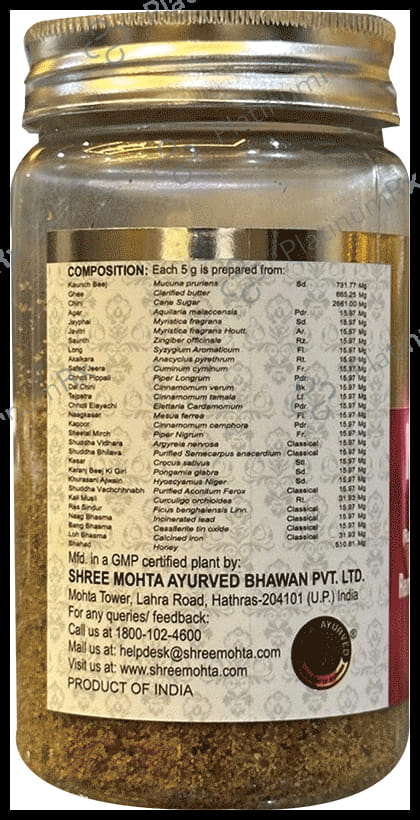 COMPOSITION: Each 5 g is prepared from:
Kaunch Beej Mucuna pruriens Sd. 731.77 Mg
Ghee Clarified butter 665.25 Mg
Chini Cane Sugar 2661.00 Mg
Agar Aquilaria malaccensis Pdr. 15.97 Mg
Jayphal Myristica fragrans Sd. 15.97 Mg
Javitri Myristica fragrans Houtt. Ar. 15.97 Mg
Saunth Zingiber officinale Rz. 15.97 Mg
Long Syzygium Aromaticum Fl. 15.97 Mg
Akalkara Anacyclus pyrethrum Rt. 15.97 Mg
Safed Jeera Cuminum cyminum Fr. 15.97 Mg
Chhoti Pippali Piper Longrum Pdr. 15.97 Mg
Dal Chini Cinnamomum verum Bk. 15.97 Mg
Tejpatra Cinnamomum tamala Lf. 15.97 Mg
Chhoti Elayachi Elettaria Cardamomum Pdr. 15.97 Mg
Naagkesar Mesua ferrea Fl. 15.97 Mg
Kapoor Cinnamomum camphora Pdr. 15.97 Mg
Sheetal Mirch Piper Nigrum Fr. 15.97 Mg
Shuddha Vidhara Argyreia nervosa Classical 15.97 Mg
Shuddha Bhilava Purified Semecarpus anacerdium Classical 15.97 Mg
Kesar Crocus sativus 15.97 Mg
Karanj Beej Ki Giri Pongamia glabra Sd. 15.97 Mg
Khurasani Ajwain Hyoscyamus Niger Sd. 15.97 Mg
Shuddha Vachchhnabh Purified Aconitum Ferox Classical 15.97 Mg
Kali Musli Curculigo orchioides Rt. 31.93 Mg
Ras Sindur Ficus benghalensis Linn. Classical 15.97 Mg
Naag Bhasma Incinerated lead Classical 15.97 Mg
Bang Bhasma Cassiterite tin oxide Classical 15.97 Mg
Loh Bhasma Calcined iron Classical 31.93 Mg
Shahad Honey 510.81 Mg
Mfd. in a GMP certified plant by:
SHREE MOHTA AYURVED BHAWAN PVT. LTD.
Mohta Tower, Lahra Road, Hathras-204101 (U.P.) India
For any queries/ feedback:
Call us at 1800-102-4600
Mail us at: helpdesk@shreemohta.com
Visit us at: www.shreemohta.com
PRODUCT OF INDIA
AYURVED